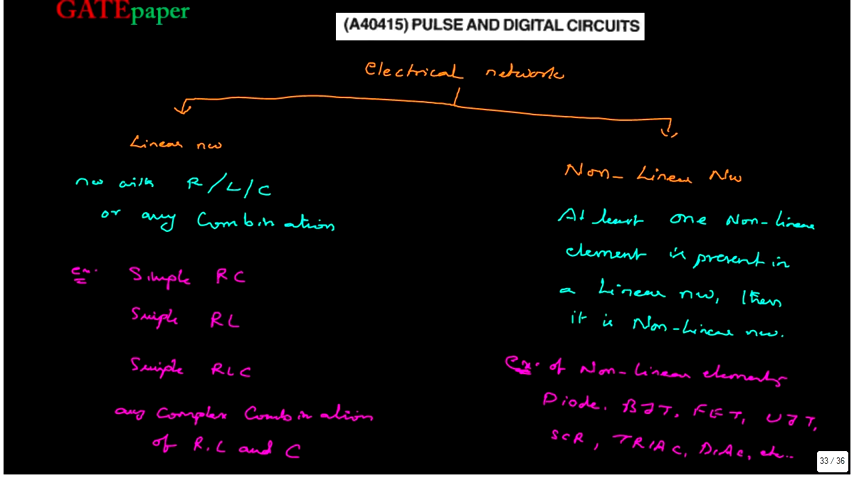 GATEpaper
(A40415) PULSE AND DIGITAL CIRCUITS
Electrical network
Linear nw
nw with R/L/C
or any Combination
ex:- Simple RC
Simple RL
Simple RLC
any Complex Combination
of R, L and C
Non-Linear Nw
At least one Non-linear
element is present in
a Linear nw, then
it is Non-Linear nw.
ex:- of Non-Linear elements
Diode, BJT, FET, UJT,
SCR, TRIAC, DIAC, etc...
33 / 36